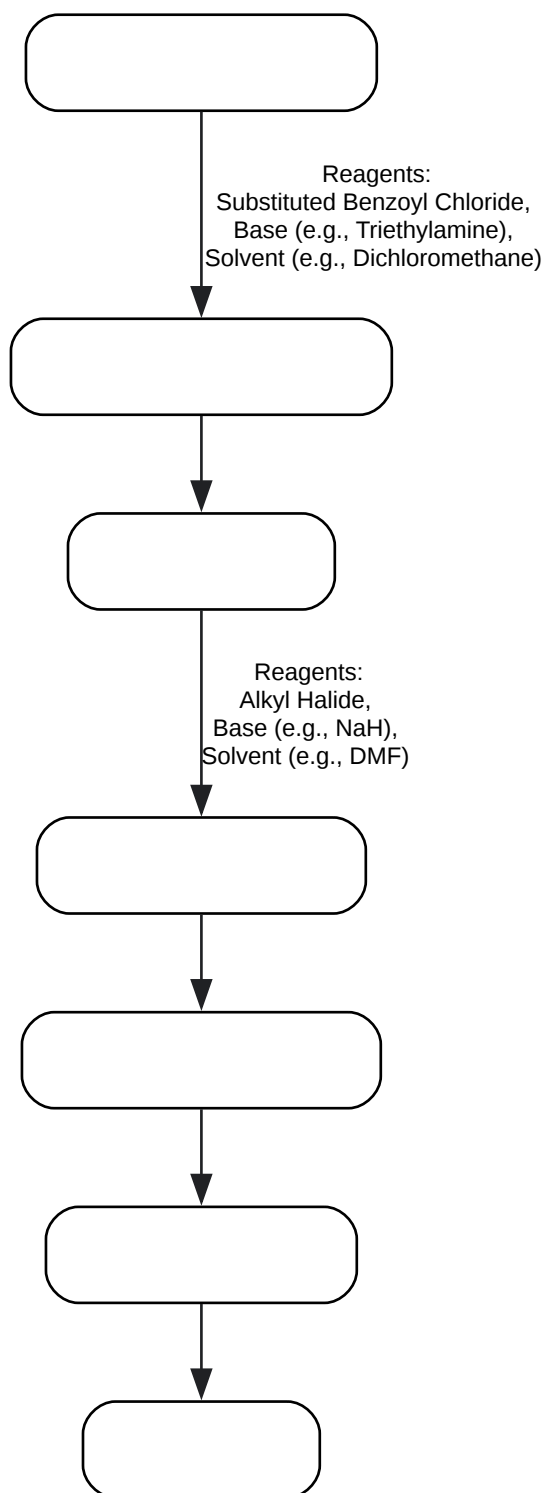 Reagents:
Substituted Benzoyl Chloride,
Base (e.g., Triethylamine),
Solvent (e.g., Dichloromethane)
Reagents:
Alkyl Halide,
Base (e.g., NaH),
Solvent (e.g., DMF)